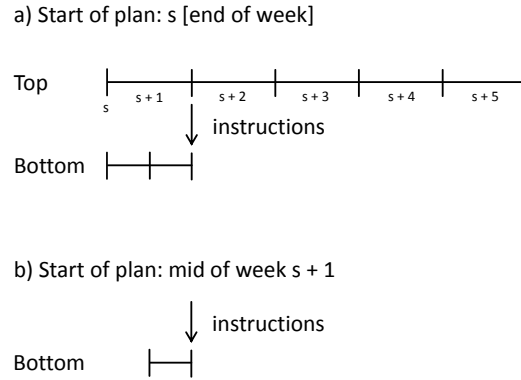 a) Start of plan: s [end of week]
Top
s s + 1 s + 2 s + 3 s + 4 s + 5
instructions
Bottom
b) Start of plan: mid of week s + 1
instructions
Bottom